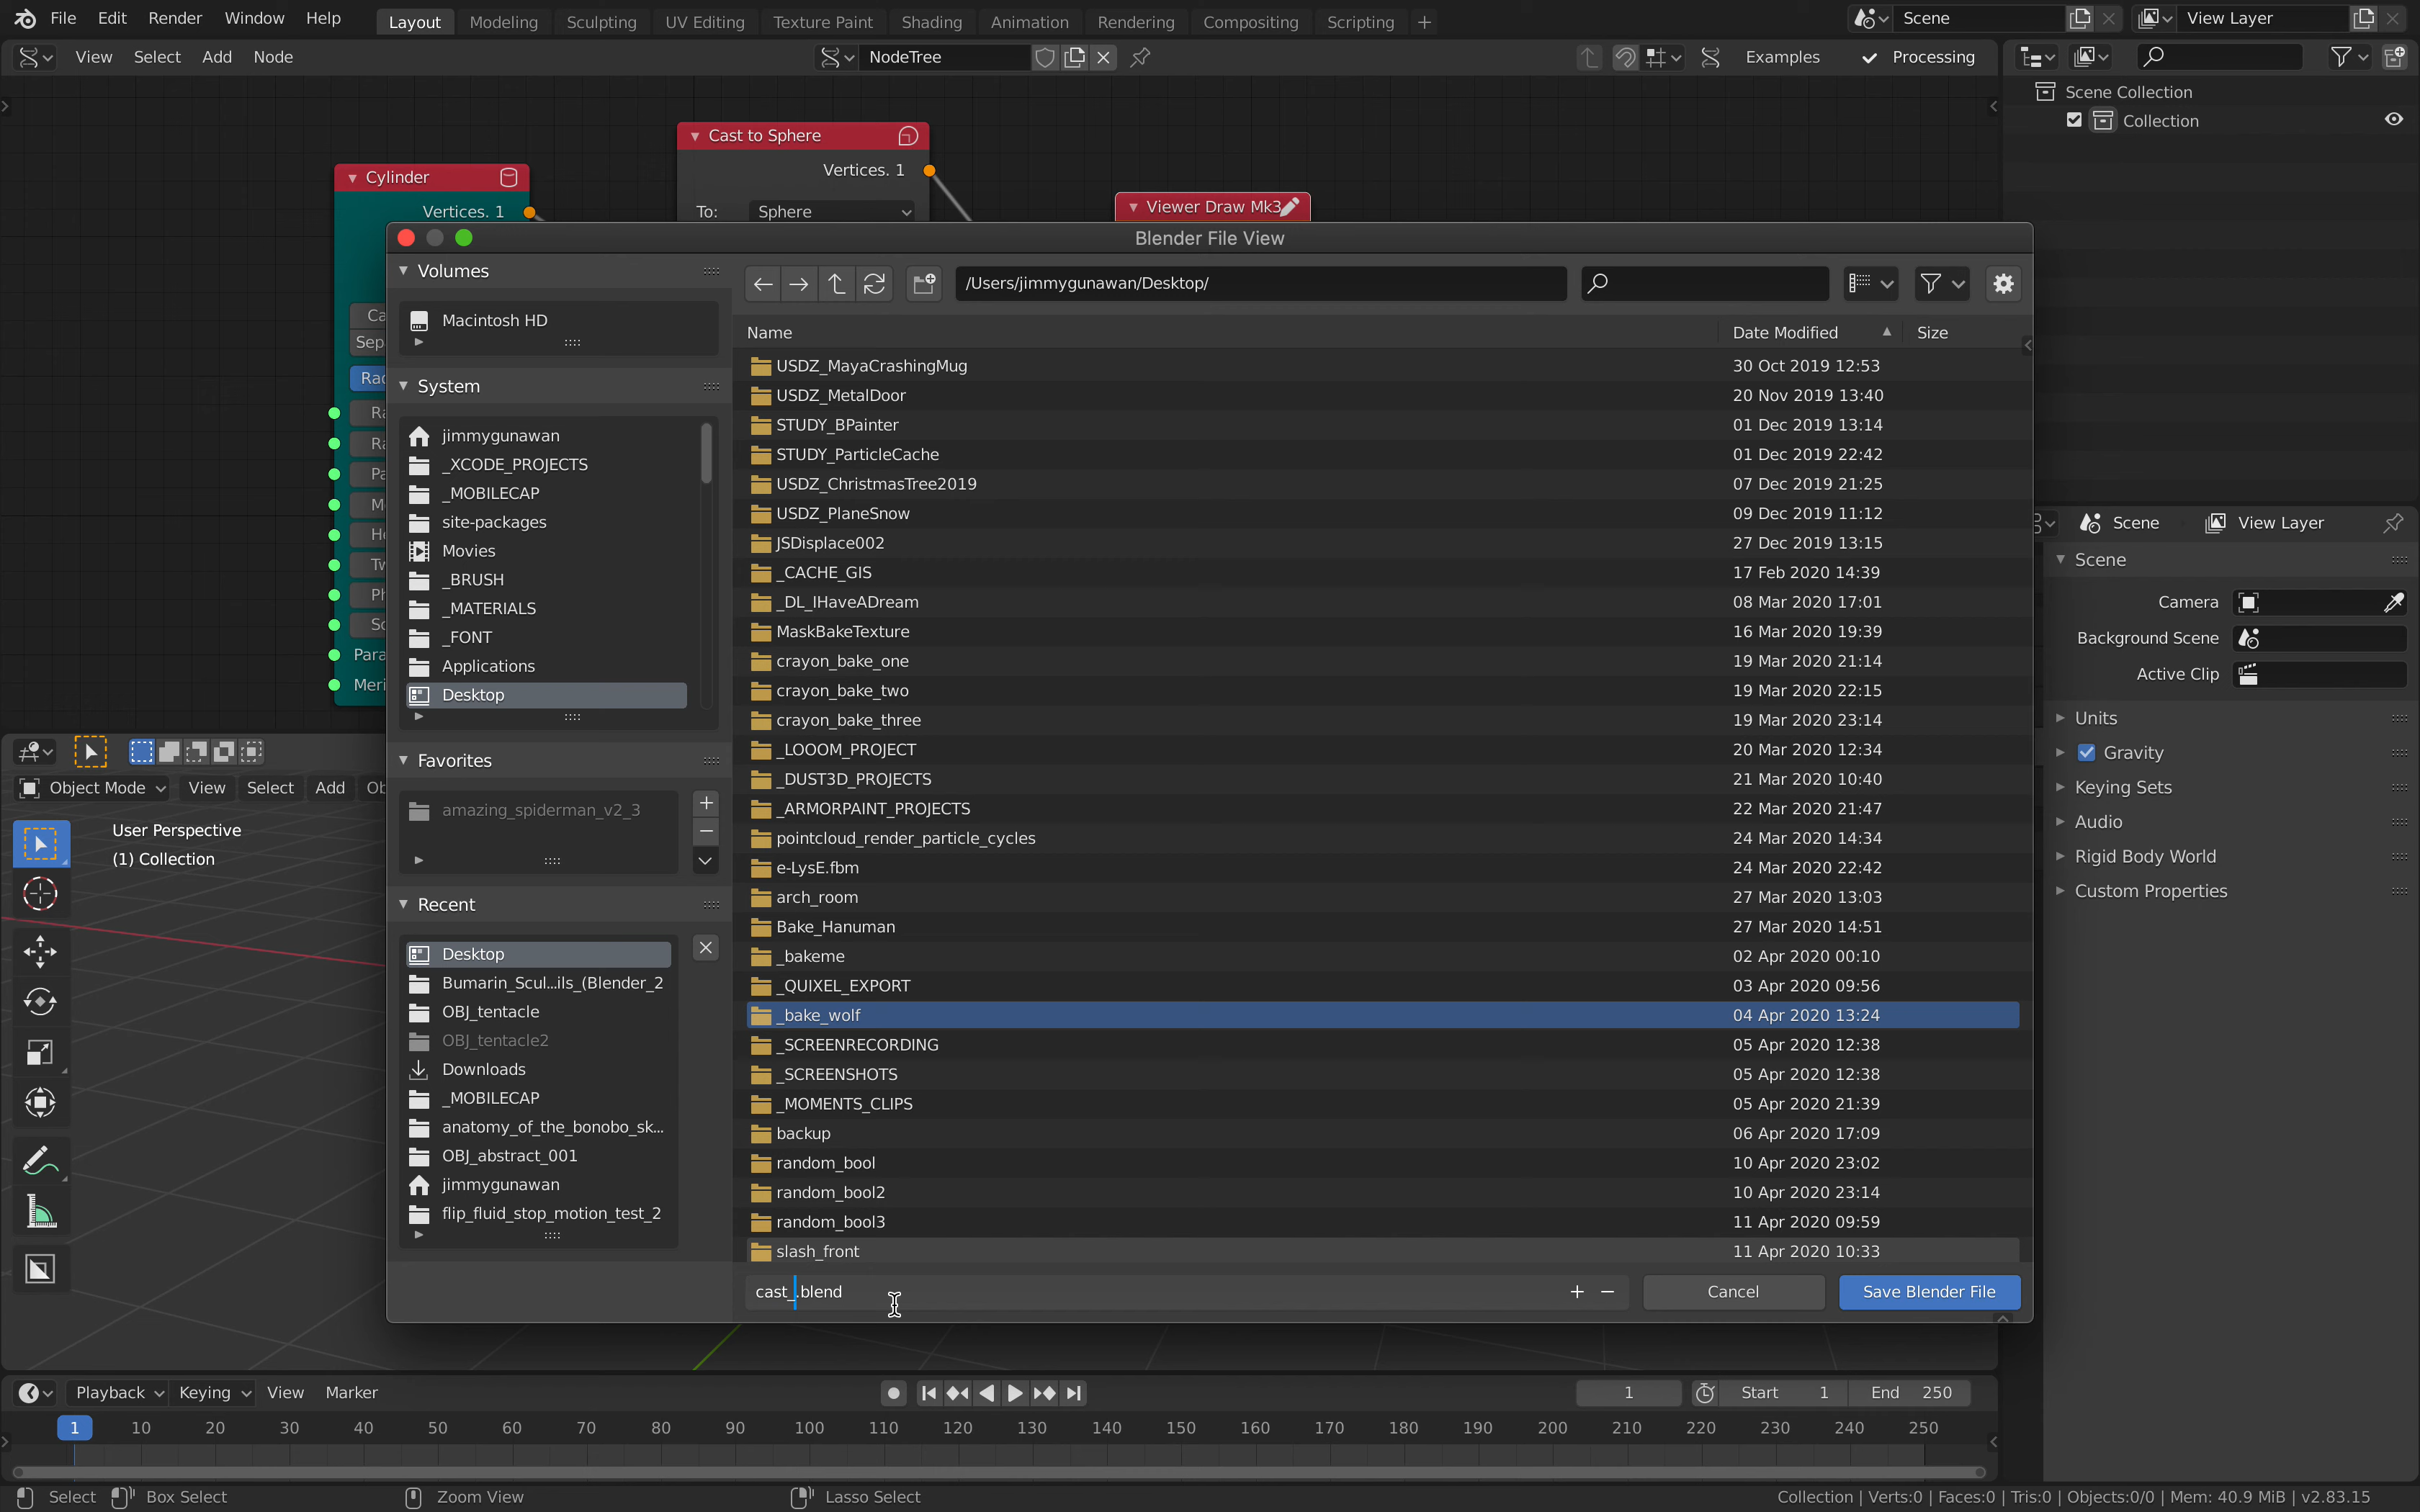 File Edit Render Window Help Layout Modeling Sculpting UV Editing Texture Paint Shading Animation Rendering Compositing Scripting + Scene View Layer
View Select Add Node NodeTree Examples Processing
Scene Collection
Collection
Cast to Sphere
Vertices. 1
To: Sphere
Cylinder
Vertices. 1
Viewer Draw Mk3
Blender File View
Volumes
Macintosh HD
System
jimmygunawan
_XCODE_PROJECTS
_MOBILECAP
site-packages
Movies
_BRUSH
_MATERIALS
_FONT
Applications
Desktop
Favorites
amazing_spiderman_v2_3
Recent
Desktop
Bumarin_Scul...ils_(Blender_2
OBJ_tentacle
OBJ_tentacle2
Downloads
_MOBILECAP
anatomy_of_the_bonobo_sk...
OBJ_abstract_001
jimmygunawan
flip_fluid_stop_motion_test_2
/Users/jimmygunawan/Desktop/
Name Date Modified Size
USDZ_MayaCrashingMug 30 Oct 2019 12:53
USDZ_MetalDoor 20 Nov 2019 13:40
STUDY_BPainter 01 Dec 2019 13:14
STUDY_ParticleCache 01 Dec 2019 22:42
USDZ_ChristmasTree2019 07 Dec 2019 21:25
USDZ_PlaneSnow 09 Dec 2019 11:12
JSDisplace002 27 Dec 2019 13:15
_CACHE_GIS 17 Feb 2020 14:39
_DL_IHaveADream 08 Mar 2020 17:01
MaskBakeTexture 16 Mar 2020 19:39
crayon_bake_one 19 Mar 2020 21:14
crayon_bake_two 19 Mar 2020 22:15
crayon_bake_three 19 Mar 2020 23:14
_LOOOM_PROJECT 20 Mar 2020 12:34
_DUST3D_PROJECTS 21 Mar 2020 10:40
_ARMORPAINT_PROJECTS 22 Mar 2020 21:47
pointcloud_render_particle_cycles 24 Mar 2020 14:34
e-LysE.fbm 24 Mar 2020 22:42
arch_room 27 Mar 2020 13:03
Bake_Hanuman 27 Mar 2020 14:51
_bakeme 02 Apr 2020 00:10
_QUIXEL_EXPORT 03 Apr 2020 09:56
_bake_wolf 04 Apr 2020 13:24
_SCREENRECORDING 05 Apr 2020 12:38
_SCREENSHOTS 05 Apr 2020 12:38
_MOMENTS_CLIPS 05 Apr 2020 21:39
backup 06 Apr 2020 17:09
random_bool 10 Apr 2020 23:02
random_bool2 10 Apr 2020 23:14
random_bool3 11 Apr 2020 09:59
slash_front 11 Apr 2020 10:33
cast_.blend + − Cancel Save Blender File
Ca
Sep
Rac
Ra
Ra
Pa
Me
He
Tw
Ph
Sc
Para
Meri
Object Mode View Select Add Ob
User Perspective
(1) Collection
Scene View Layer
Scene
Camera
Background Scene
Active Clip
Units
Gravity
Keying Sets
Audio
Rigid Body World
Custom Properties
Playback Keying View Marker 1 Start 1 End 250
1 10 20 30 40 50 60 70 80 90 100 110 120 130 140 150 160 170 180 190 200 210 220 230 240 250
Select Box Select Zoom View Lasso Select Collection | Verts:0 | Faces:0 | Tris:0 | Objects:0/0 | Mem: 40.9 MiB | v2.83.15